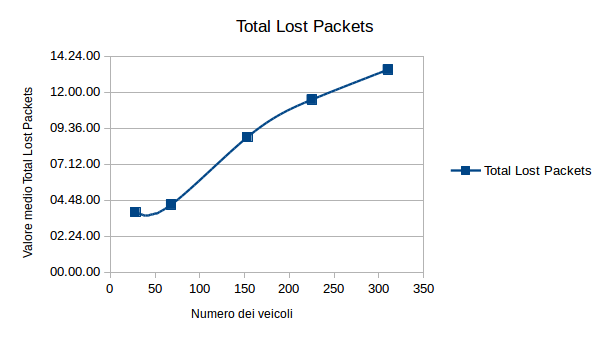 Total Lost Packets
14.24.00
12.00.00
09.36.00
07.12.00
04.48.00
02.24.00
00.00.00
Valore medio Total Lost Packets
0 50 100 150 200 250 300 350
Numero dei veicoli
Total Lost Packets